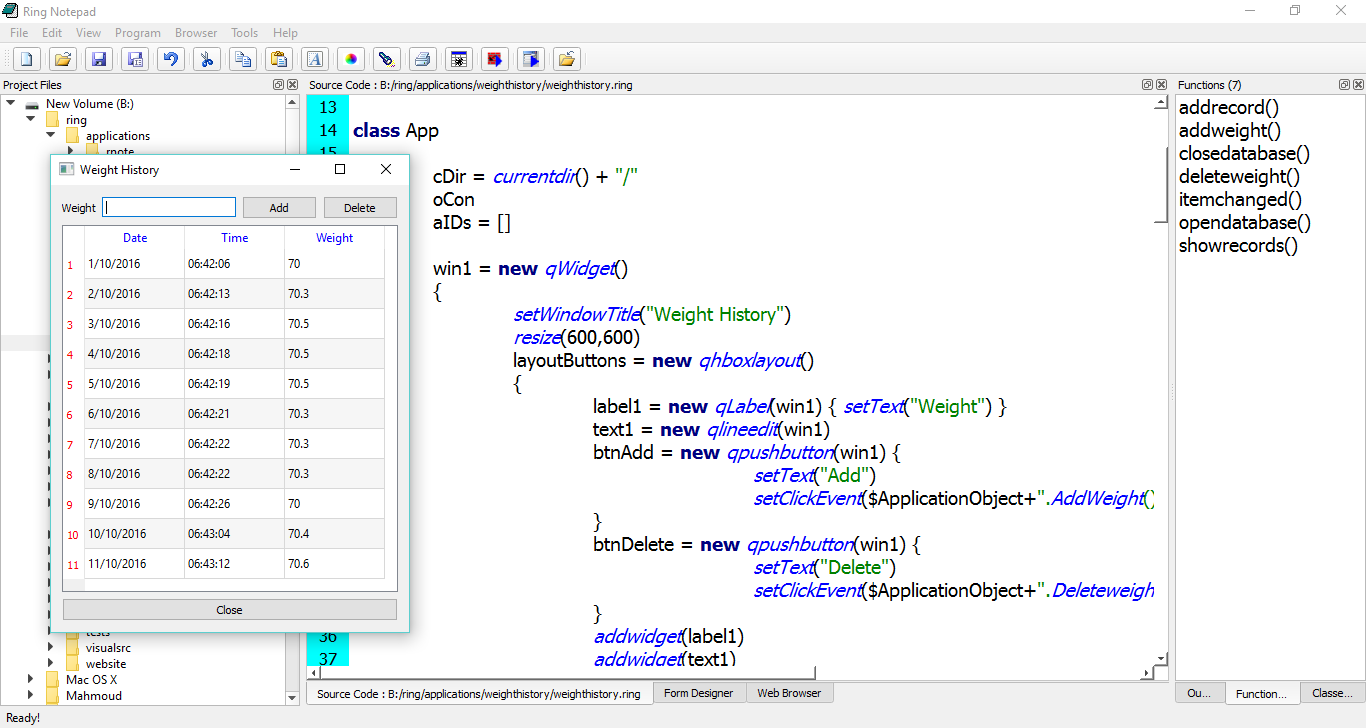 Ring Notepad
File Edit View Program Browser Tools Help
Project Files
New Volume (B:)
ring
applications
rnote
Weight History
Weight Add Delete
Date Time Weight
1 1/10/2016 06:42:06 70
2 2/10/2016 06:42:13 70.3
3 3/10/2016 06:42:16 70.5
4 4/10/2016 06:42:18 70.5
5 5/10/2016 06:42:19 70.5
6 6/10/2016 06:42:21 70.3
7 7/10/2016 06:42:22 70.3
8 8/10/2016 06:42:22 70.3
9 9/10/2016 06:42:26 70
10 10/10/2016 06:43:04 70.4
11 11/10/2016 06:43:12 70.6
Close
tests
visualsrc
website
Mac OS X
Mahmoud
Source Code : B:/ring/applications/weighthistory/weighthistory.ring
13
14 class App
15
cDir = currentdir() + "/"
oCon
aIDs = []
win1 = new qWidget()
{
setWindowTitle("Weight History")
resize(600,600)
layoutButtons = new qhboxlayout()
{
label1 = new qLabel(win1) { setText("Weight") }
text1 = new qlineedit(win1)
btnAdd = new qpushbutton(win1) {
setText("Add")
setClickEvent($ApplicationObject+".AddWeight()
}
btnDelete = new qpushbutton(win1) {
setText("Delete")
setClickEvent($ApplicationObject+".Deleteweigh
}
36 addwidget(label1)
37 addwidget(text1)
Source Code : B:/ring/applications/weighthistory/weighthistory.ring Form Designer Web Browser
Functions (7)
addrecord()
addweight()
closedatabase()
deleteweight()
itemchanged()
opendatabase()
showrecords()
Ou... Function... Classe...
Ready!